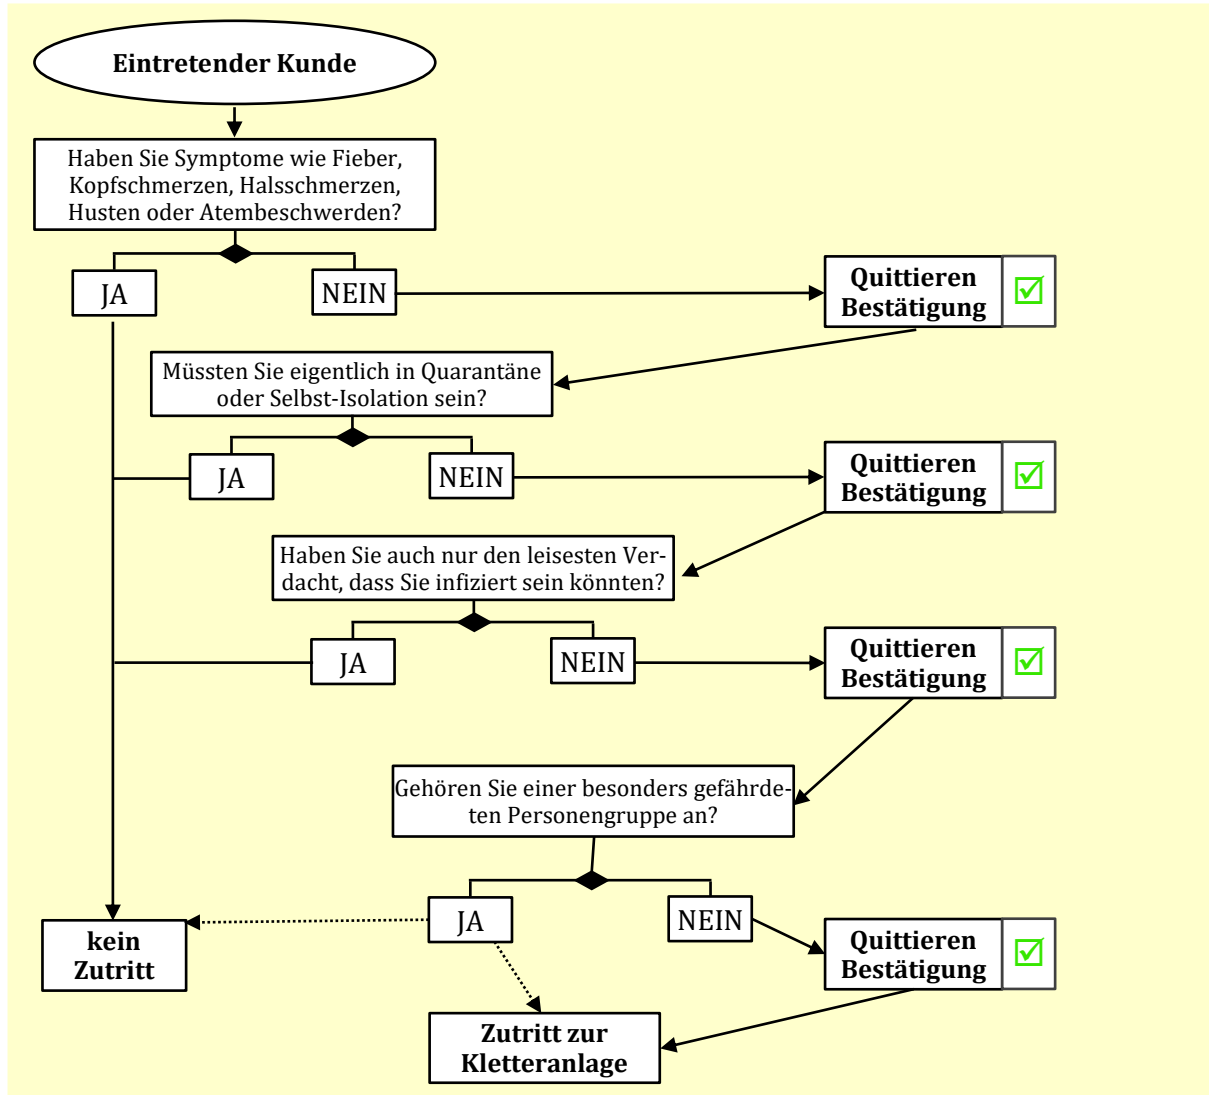 Eintretender Kunde
Haben Sie Symptome wie Fieber,
Kopfschmerzen, Halsschmerzen,
Husten oder Atembeschwerden?
JA
NEIN
Quittieren
Bestätigung
Müssten Sie eigentlich in Quarantäne
oder Selbst-Isolation sein?
JA
NEIN
Quittieren
Bestätigung
Haben Sie auch nur den leisesten Ver-
dacht, dass Sie infiziert sein könnten?
JA
NEIN
Quittieren
Bestätigung
Gehören Sie einer besonders gefährde-
ten Personengruppe an?
JA
NEIN
Quittieren
Bestätigung
kein
Zutritt
Zutritt zur
Kletteranlage